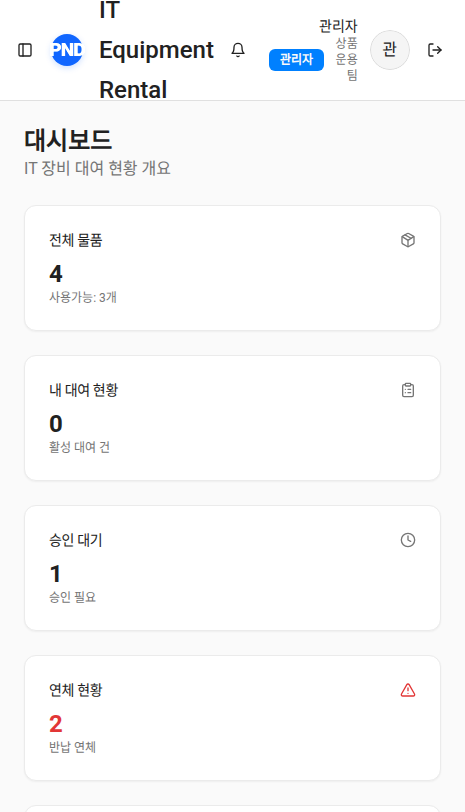 PND
IT
Equipment
Rental
관리자
관리자
상품
운용
팀
관
대시보드
IT 장비 대여 현황 개요
전체 물품
4
사용가능: 3개
내 대여 현황
0
활성 대여 건
승인 대기
1
승인 필요
연체 현황
2
반납 연체